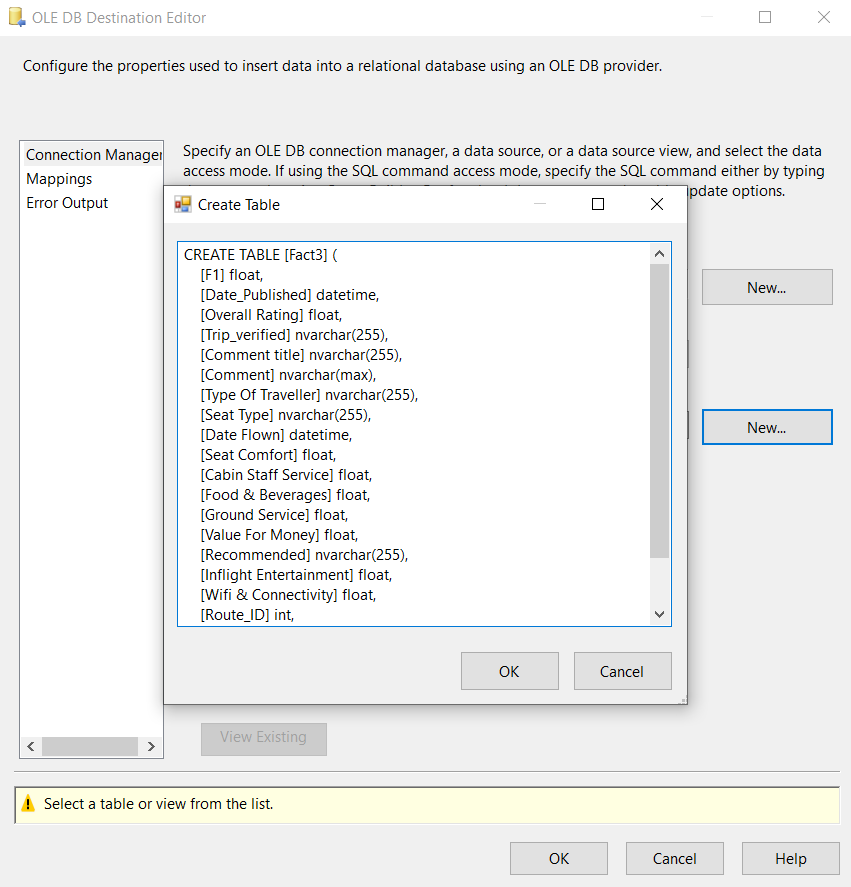 OLE DB Destination Editor
Configure the properties used to insert data into a relational database using an OLE DB provider.
Connection Manager
Mappings
Error Output
Specify an OLE DB connection manager, a data source, or a data source view, and select the data
access mode. If using the SQL command access mode, specify the SQL command either by typing
update options.
Create Table
CREATE TABLE [Fact3] (
[F1] float,
[Date_Published] datetime,
[Overall Rating] float,
[Trip_verified] nvarchar(255),
[Comment title] nvarchar(255),
[Comment] nvarchar(max),
[Type Of Traveller] nvarchar(255),
[Seat Type] nvarchar(255),
[Date Flown] datetime,
[Seat Comfort] float,
[Cabin Staff Service] float,
[Food & Beverages] float,
[Ground Service] float,
[Value For Money] float,
[Recommended] nvarchar(255),
[Inflight Entertainment] float,
[Wifi & Connectivity] float,
[Route_ID] int,
OK
Cancel
New...
New...
View Existing
Select a table or view from the list.
OK
Cancel
Help